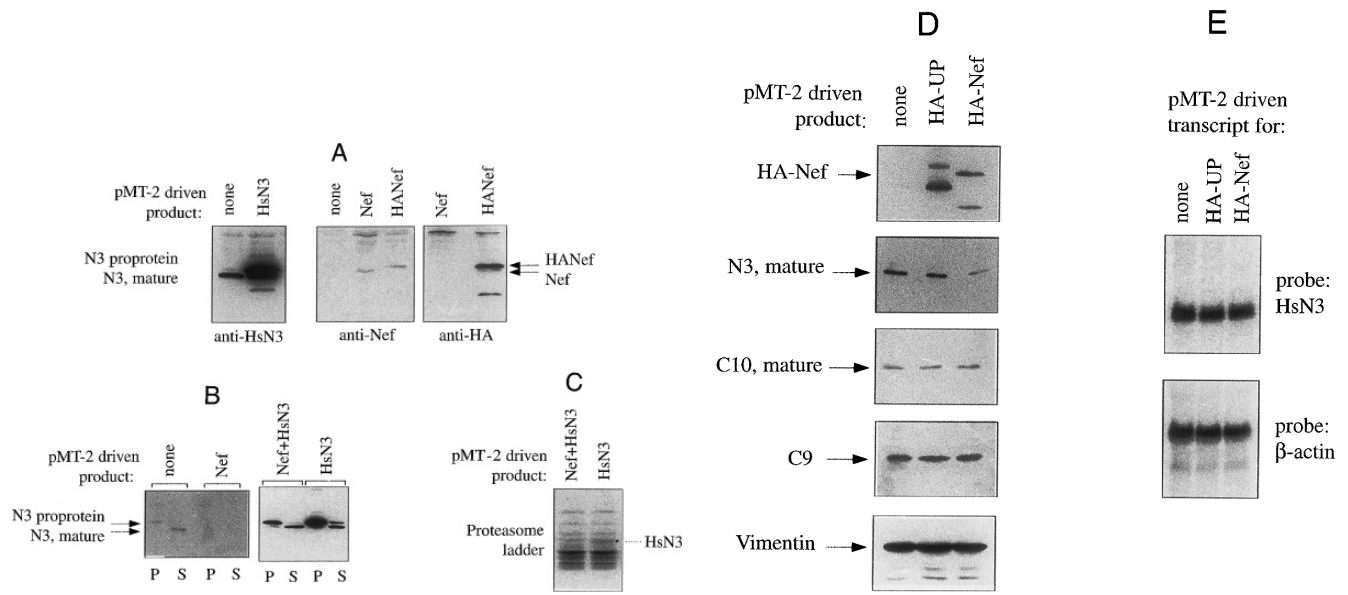 A
pMT-2 driven
product:
none
HsN3
none
Nef
HANef
Nef
HANef
N3 proprotein
N3, mature
HANef
Nef
anti-HsN3
anti-Nef
anti-HA
B
pMT-2 driven
product:
none
Nef
Nef+HsN3
HsN3
N3 proprotein
N3, mature
P S P S P S P S
C
pMT-2 driven
product:
Nef+HsN3
HsN3
Proteasome
ladder
HsN3
D
pMT-2 driven
product:
none
HA-UP
HA-Nef
HA-Nef
N3, mature
C10, mature
C9
Vimentin
E
pMT-2 driven
transcript for:
none
HA-UP
HA-Nef
probe:
HsN3
probe:
β-actin